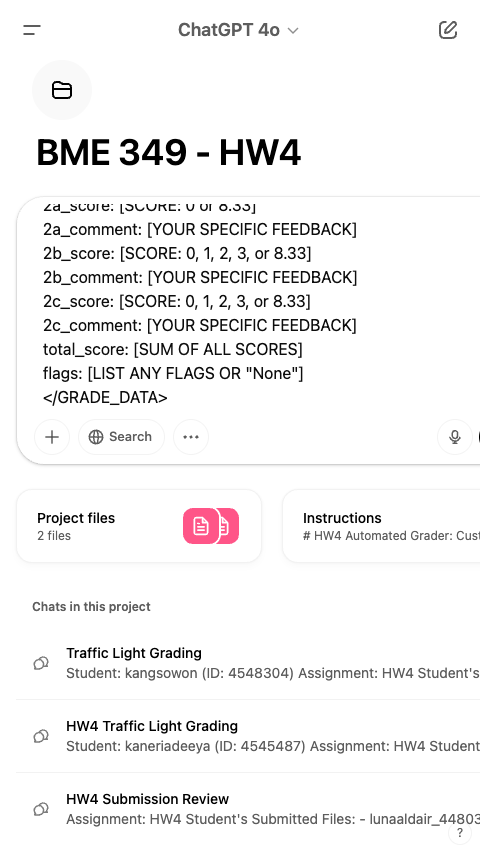 ChatGPT 4o
BME 349 - HW4
2a_score: [SCORE: 0 or 8.33]
2a_comment: [YOUR SPECIFIC FEEDBACK]
2b_score: [SCORE: 0, 1, 2, 3, or 8.33]
2b_comment: [YOUR SPECIFIC FEEDBACK]
2c_score: [SCORE: 0, 1, 2, 3, or 8.33]
2c_comment: [YOUR SPECIFIC FEEDBACK]
total_score: [SUM OF ALL SCORES]
flags: [LIST ANY FLAGS OR "None"]
</GRADE_DATA>
Search
Project files
2 files
Instructions
# HW4 Automated Grader: Cust
Chats in this project
Traffic Light Grading
Student: kangsowon (ID: 4548304) Assignment: HW4 Student's
HW4 Traffic Light Grading
Student: kaneriadeeya (ID: 4545487) Assignment: HW4 Student
HW4 Submission Review
Assignment: HW4 Student's Submitted Files: - lunaaldair_44803
?